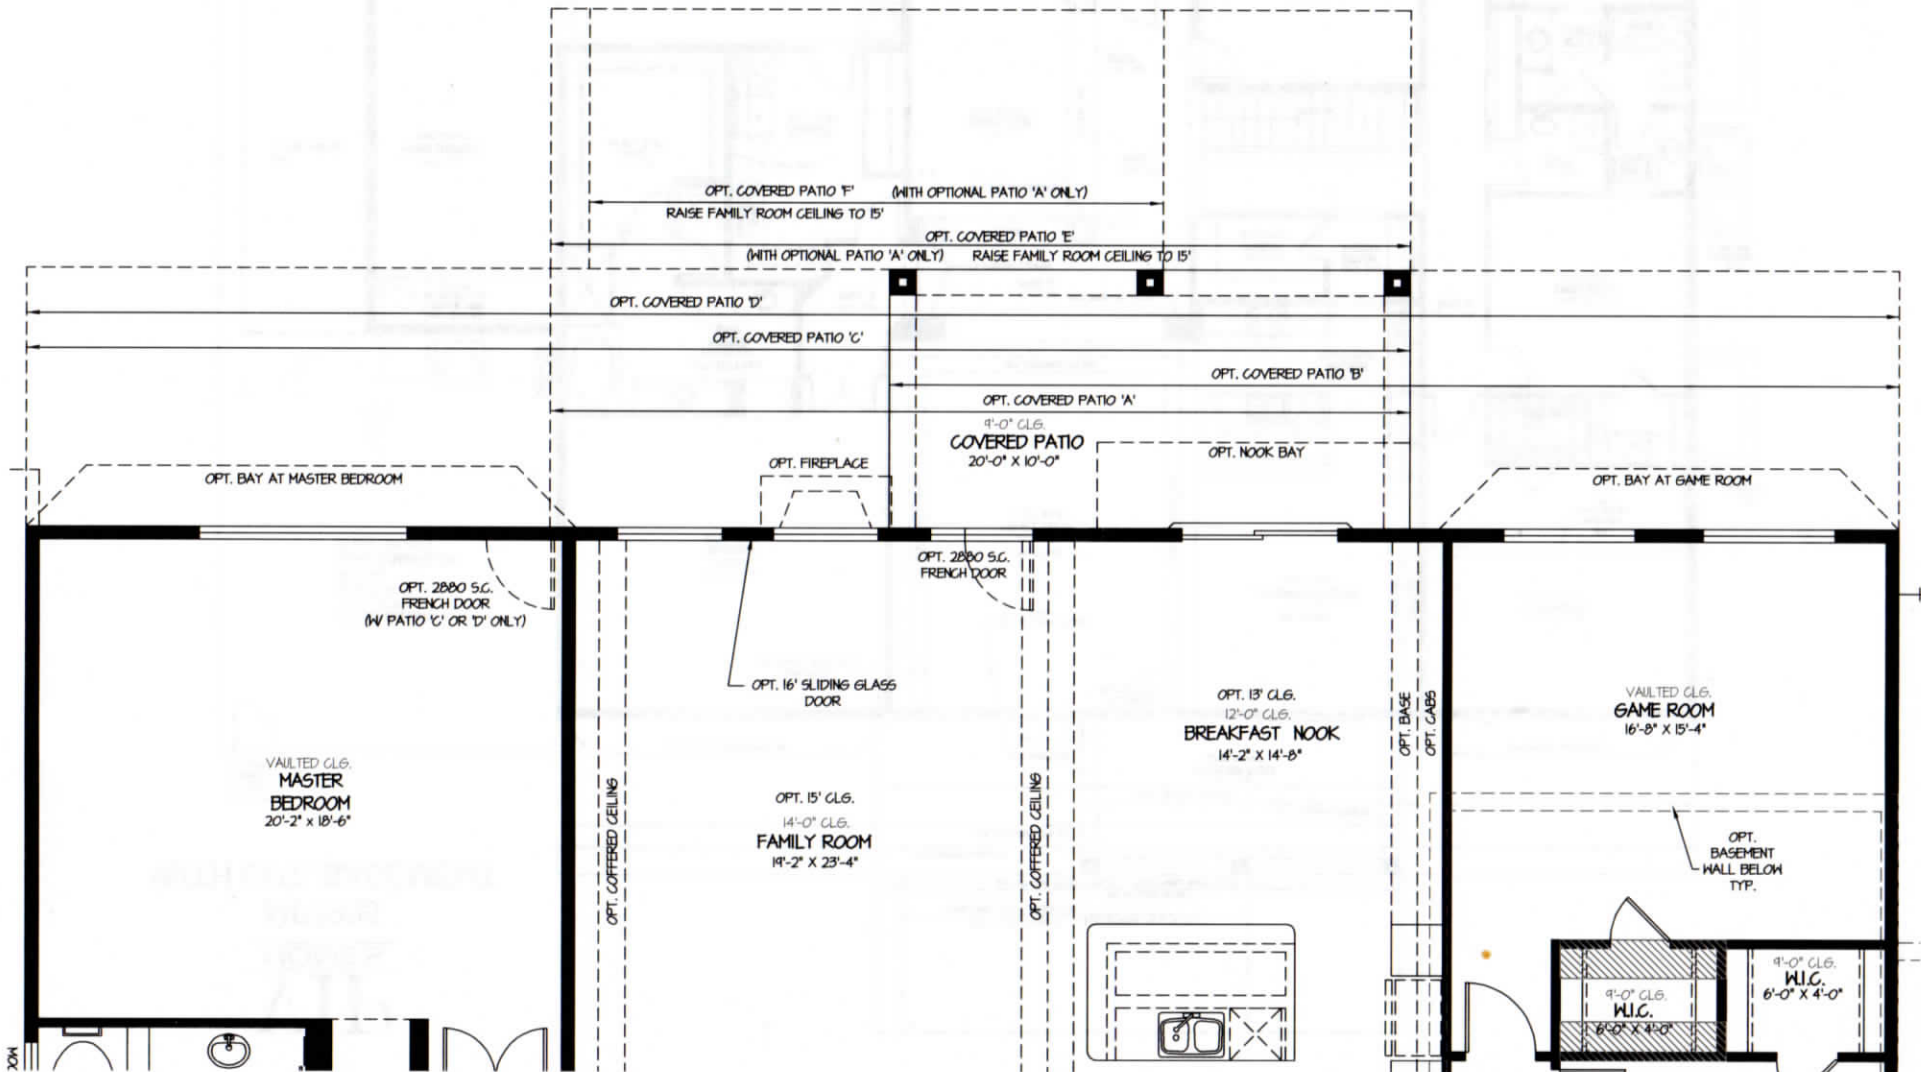 OPT. COVERED PATIO 'F' (WITH OPTIONAL PATIO 'A' ONLY)
RAISE FAMILY ROOM CEILING TO 15'
OPT. COVERED PATIO 'E'
(WITH OPTIONAL PATIO 'A' ONLY) RAISE FAMILY ROOM CEILING TO 15'
OPT. COVERED PATIO 'D'
OPT. COVERED PATIO 'C'
OPT. COVERED PATIO 'B'
OPT. COVERED PATIO 'A'
9'-0" CLG.
COVERED PATIO
20'-0" X 10'-0"
OPT. NOOK BAY
OPT. FIREPLACE
OPT. BAY AT MASTER BEDROOM
OPT. BAY AT GAME ROOM
OPT. 2880 S.C.
FRENCH DOOR
(W/ PATIO 'C' OR 'D' ONLY)
OPT. 2880 S.C.
FRENCH DOOR
OPT. 16' SLIDING GLASS
DOOR
VAULTED CLG.
MASTER
BEDROOM
20'-2" X 18'-6"
OPT. COFFERED CEILING
OPT. 15' CLG.
14'-0" CLG.
FAMILY ROOM
19'-2" X 23'-4"
OPT. COFFERED CEILING
OPT. 13' CLG.
12'-0" CLG.
BREAKFAST NOOK
14'-2" X 14'-8"
OPT. BASE
OPT. CABS
VAULTED CLG.
GAME ROOM
16'-8" X 15'-4"
OPT.
BASEMENT
WALL BELOW
TYP.
9'-0" CLG.
W.I.C.
6'-0" X 4'-0"
9'-0" CLG.
W.I.C.
6'-0" X 4'-0"